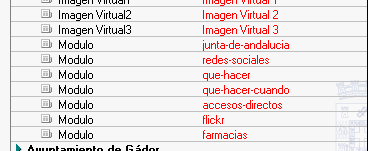 Imagen Virtual1 Imagen Virtual 1
Imagen Virtual2 Imagen Virtual 2
Imagen Virtual3 Imagen Virtual 3
Modulo junta-de-andalucia
Modulo redes-sociales
Modulo que-hacer
Modulo que-hacer-cuando
Modulo accesos-directos
Modulo flickr
Modulo farmacias
Ayuntamiento de Gádor